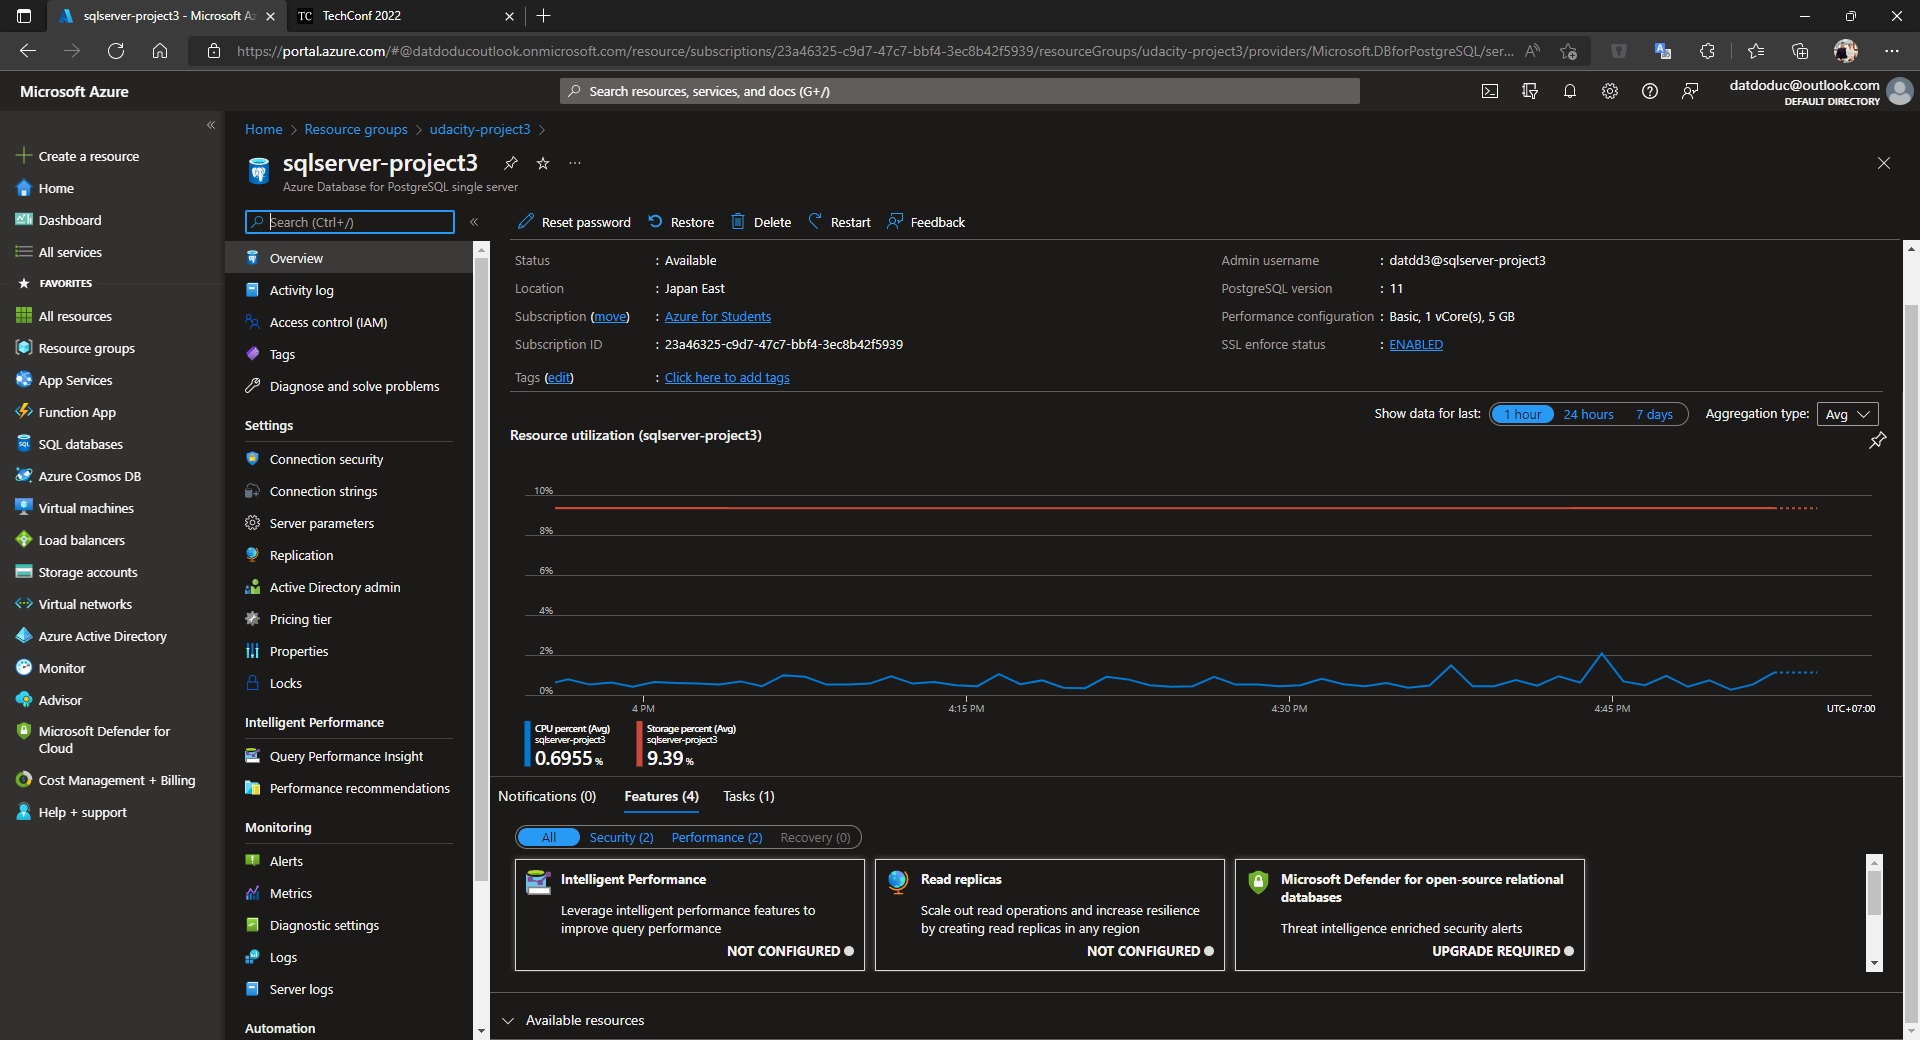 sqlserver-project3 - Microsoft Az
TechConf 2022
https://portal.azure.com/#@datdoducoutlook.onmicrosoft.com/resource/subscriptions/23a46325-c9d7-47c7-bbf4-3ec8b42f5939/resourceGroups/udacity-project3/providers/Microsoft.DBforPostgreSQL/ser...
Microsoft Azure
Search resources, services, and docs (G+/)
datdoduc@outlook.com
DEFAULT DIRECTORY
Create a resource
Home
Dashboard
All services
FAVORITES
All resources
Resource groups
App Services
Function App
SQL databases
Azure Cosmos DB
Virtual machines
Load balancers
Storage accounts
Virtual networks
Azure Active Directory
Monitor
Advisor
Microsoft Defender for
Cloud
Cost Management + Billing
Help + support
Home > Resource groups > udacity-project3 >
sqlserver-project3
Azure Database for PostgreSQL single server
Search (Ctrl+/)
Overview
Activity log
Access control (IAM)
Tags
Diagnose and solve problems
Settings
Connection security
Connection strings
Server parameters
Replication
Active Directory admin
Pricing tier
Properties
Locks
Intelligent Performance
Query Performance Insight
Performance recommendations
Monitoring
Alerts
Metrics
Diagnostic settings
Logs
Server logs
Automation
Reset password Restore Delete Restart Feedback
Status : Available
Location : Japan East
Subscription (move) : Azure for Students
Subscription ID : 23a46325-c9d7-47c7-bbf4-3ec8b42f5939
Tags (edit) : Click here to add tags
Admin username : datdd3@sqlserver-project3
PostgreSQL version : 11
Performance configuration : Basic, 1 vCore(s), 5 GB
SSL enforce status : ENABLED
Show data for last: 1 hour 24 hours 7 days Aggregation type: Avg
Resource utilization (sqlserver-project3)
10%
8%
6%
4%
2%
0%
4 PM 4:15 PM 4:30 PM 4:45 PM UTC+07:00
CPU percent (Avg)
sqlserver-project3
0.6955 %
Storage percent (Avg)
sqlserver-project3
9.39 %
Notifications (0) Features (4) Tasks (1)
All Security (2) Performance (2) Recovery (0)
Intelligent Performance
Leverage intelligent performance features to
improve query performance
NOT CONFIGURED
Read replicas
Scale out read operations and increase resilience
by creating read replicas in any region
NOT CONFIGURED
Microsoft Defender for open-source relational
databases
Threat intelligence enriched security alerts
UPGRADE REQUIRED
Available resources